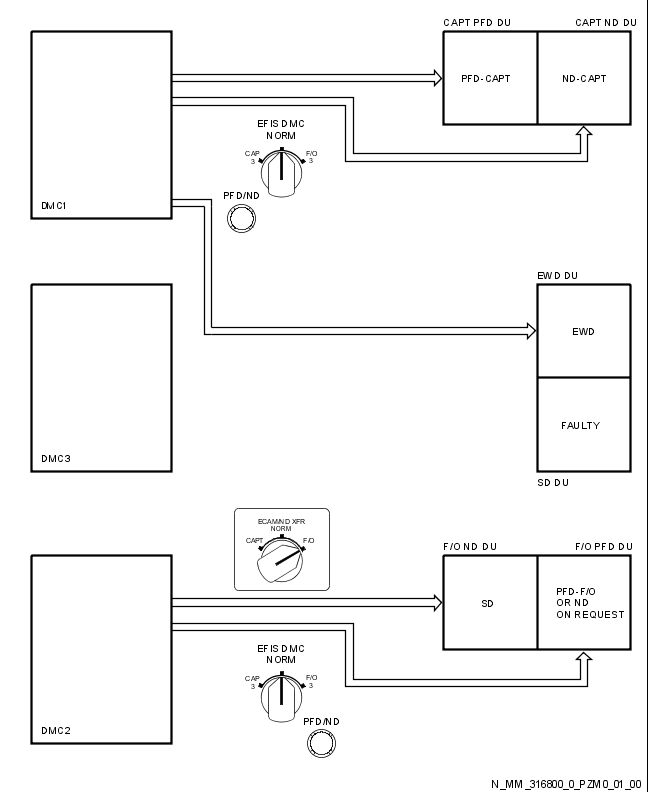 CAPT PFD DU
CAPT ND DU
PFD-CAPT
ND-CAPT
EFIS DMC
NORM
CAP
3
F/O
3
PFD/ND
DMC1
EWD DU
EWD
DMC3
FAULTY
SD DU
ECAM/ND XFR
NORM
CAPT
F/O
F/O ND DU
F/O PFD DU
SD
PFD-F/O
OR ND
ON REQUEST
EFIS DMC
NORM
CAP
3
F/O
3
PFD/ND
DMC2
N_MM_316800_0_PZM0_01_00